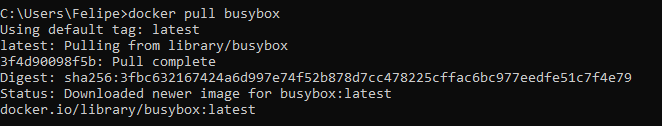 C:\Users\Felipe>docker pull busybox
Using default tag: latest
latest: Pulling from library/busybox
3f4d90098f5b: Pull complete
Digest: sha256:3fbc632167424a6d997e74f52b878d7cc478225cffac6bc977eedfe51c7f4e79
Status: Downloaded newer image for busybox:latest
docker.io/library/busybox:latest